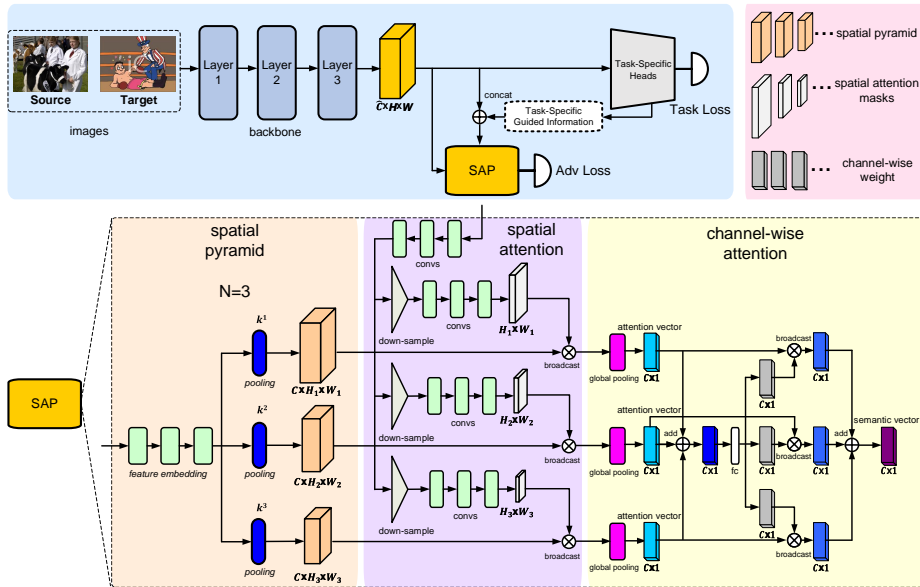 Source
Target
images
Layer
1
Layer
2
Layer
3
backbone
C×H×W
concat
Task-Specific
Heads
Task Loss
Task-Specific
Guided Information
SAP
Adv Loss
spatial pyramid
spatial attention
masks
channel-wise
weight
spatial
pyramid
N=3
SAP
feature embedding
k¹
pooling
C×H₁×W₁
k²
pooling
C×H₂×W₂
k³
pooling
C×H₃×W₃
spatial
attention
convs
down-sample
convs
H₁×W₁
broadcast
down-sample
convs
H₂×W₂
broadcast
down-sample
convs
H₃×W₃
broadcast
channel-wise
attention
global pooling
attention vector
C×1
global pooling
attention vector
C×1
global pooling
attention vector
C×1
add
C×1
fc
C×1
C×1
C×1
broadcast
C×1
broadcast
C×1
broadcast
C×1
add
semantic vector
C×1